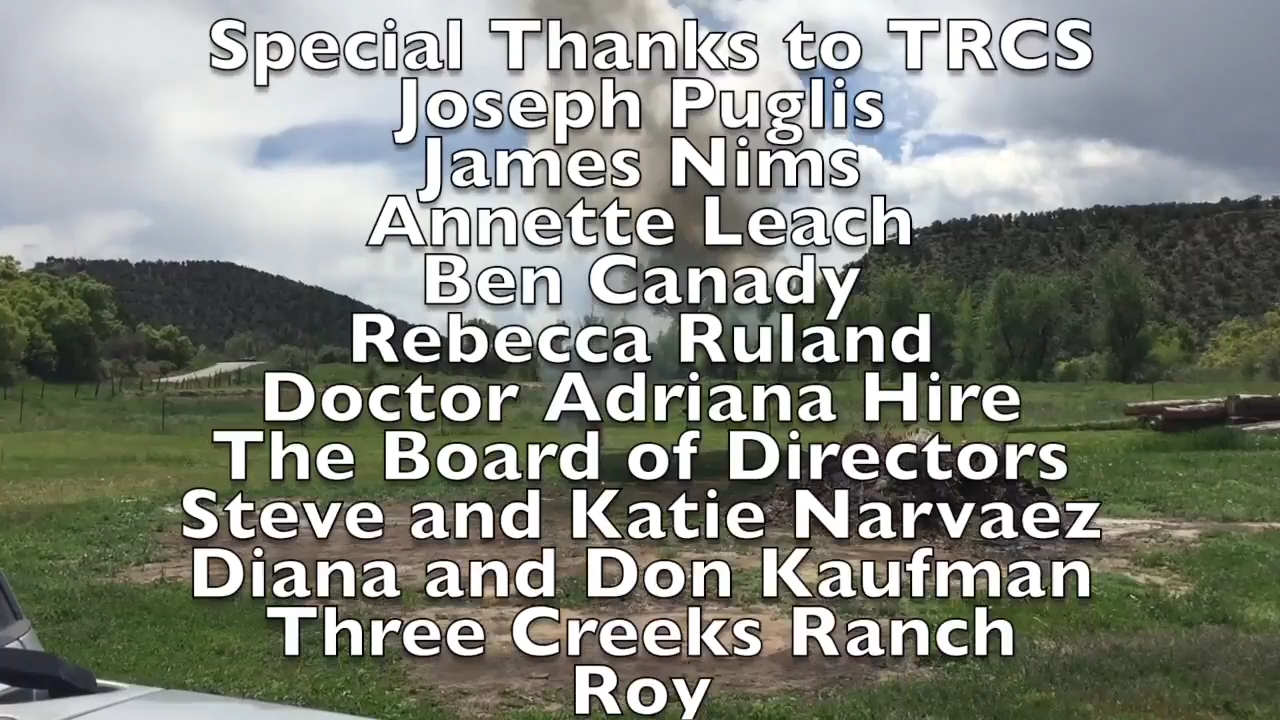 Special Thanks to TRCS
Joseph Puglis
James Nims
Annette Leach
Ben Canady
Rebecca Ruland
Doctor Adriana Hire
The Board of Directors
Steve and Katie Narvaez
Diana and Don Kaufman
Three Creeks Ranch
Roy